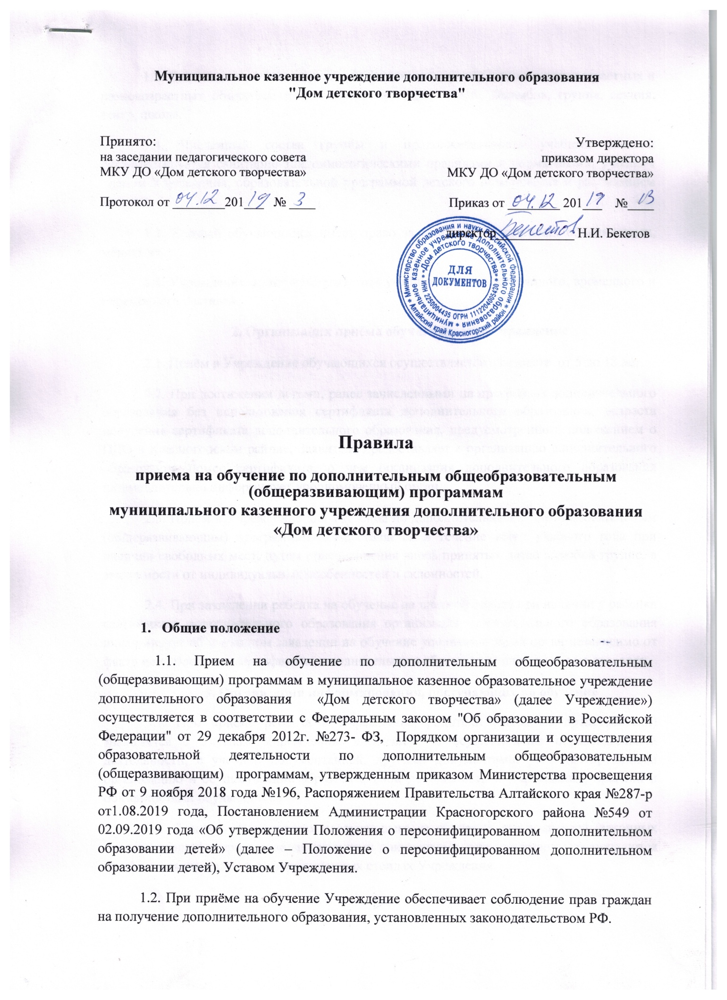 Муниципальное казенное учреждение дополнительного образования
"Дом детского творчества"
Принято:
на заседании педагогического совета
МКУ ДО «Дом детского творчества»
Протокол от 04.12 20119 № 3
Утверждено:
приказом директора
МКУ ДО «Дом детского творчества»
Приказ от 04.12 20119 №
директор Бекетов Н.И. Бекетов
* Министерство образования и науки Российской Федерации *
Алтайский край Красногорский район
* муниципальное казенное учреждение дополнительного образования
* «Дом детского творчества» *
ИНН 2250004435 ОГРН 1112204005430
ДЛЯ
ДОКУМЕНТОВ
Правила
приема на обучение по дополнительным общеобразовательным
(общеразвивающим) программам
муниципального казенного учреждения дополнительного образования
«Дом детского творчества»
1. Общие положение
1.1. Прием на обучение по дополнительным общеобразовательным
(общеразвивающим) программам в муниципальное казенное образовательное учреждение
дополнительного образования «Дом детского творчества» (далее Учреждение»)
осуществляется в соответствии с Федеральным законом "Об образовании в Российской
Федерации" от 29 декабря 2012г. №273- ФЗ, Порядком организации и осуществления
образовательной деятельности по дополнительным общеобразовательным
(общеразвивающим) программам, утвержденным приказом Министерства просвещения
РФ от 9 ноября 2018 года №196, Распоряжением Правительства Алтайского края №287-р
от1.08.2019 года, Постановлением Администрации Красногорского района №549 от
02.09.2019 года «Об утверждении Положения о персонифицированном дополнительном
образовании детей» (далее – Положение о персонифицированном дополнительном
образовании детей), Уставом Учреждения.
1.2. При приёме на обучение Учреждение обеспечивает соблюдение прав граждан
на получение дополнительного образования, установленных законодательством РФ.